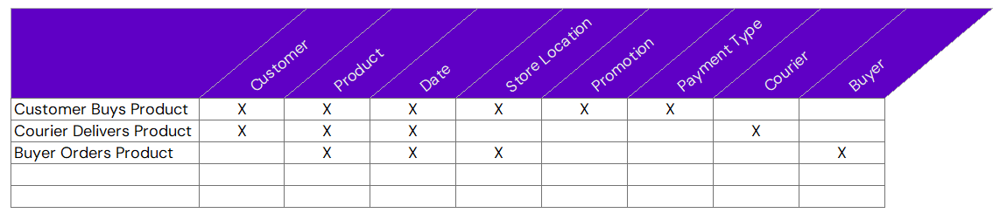 Customer
Product
Date
Store Location
Promotion
Payment Type
Courier
Buyer
Customer Buys Product X X X X X X
Courier Delivers Product X X X X
Buyer Orders Product X X X X